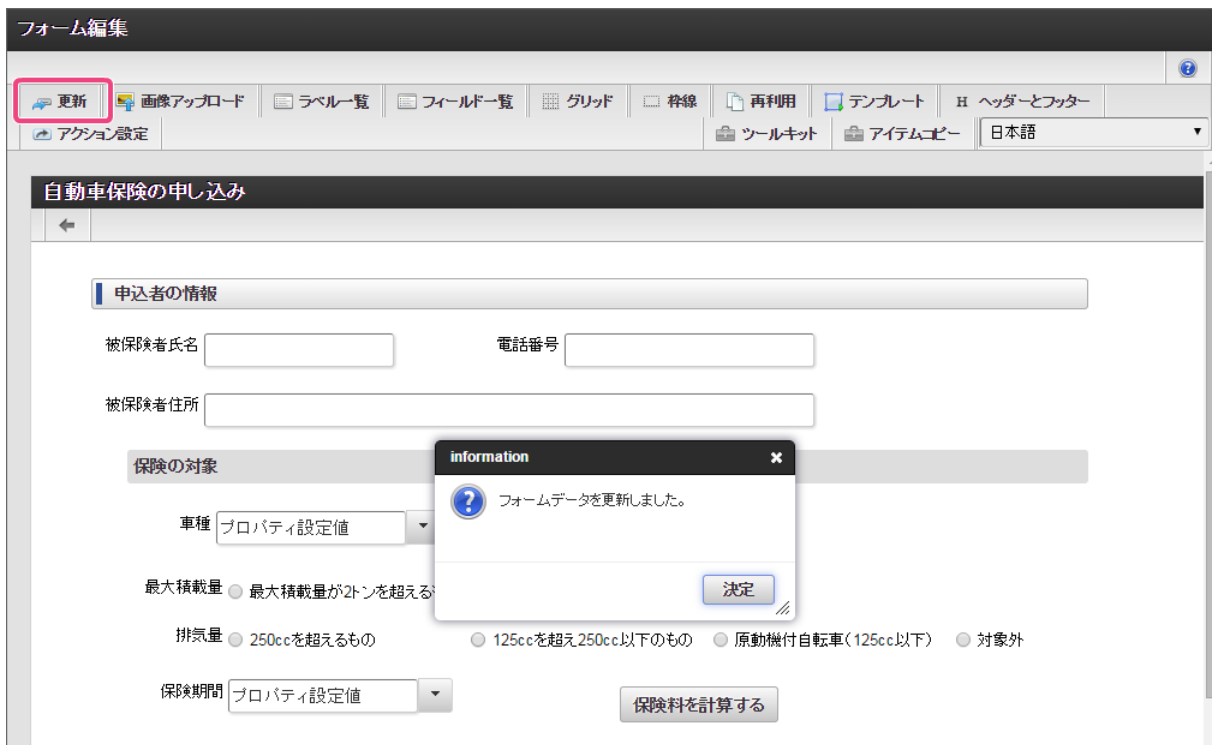 フォーム編集
更新 画像アップロード ラベル一覧 フィールド一覧 グリッド 枠線 再利用 テンプレート H ヘッダーとフッター
アクション設定 ツールキット アイテムコピー 日本語
自動車保険の申し込み
申込者の情報
被保険者氏名 電話番号
被保険者住所
保険の対象
information
フォームデータを更新しました。
決定
車種 プロパティ設定値
最大積載量 最大積載量が2トンを超える
排気量 250ccを超えるもの 125ccを超え250cc以下のもの 原動機付自転車(125cc以下) 対象外
保険期間 プロパティ設定値 保険料を計算する